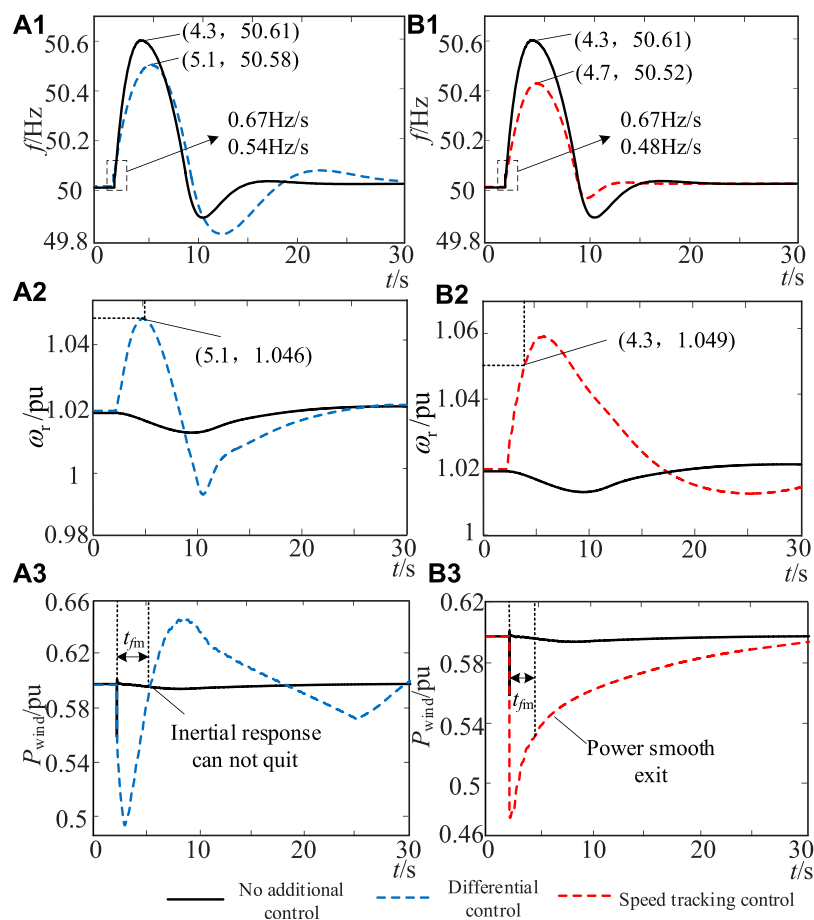 A1
50.6
50.4
50.2
50
49.8
f/Hz
(4.3, 50.61)
(5.1, 50.58)
0.67Hz/s
0.54Hz/s
0
10
20
30
t/s
B1
50.6
50.4
50.2
50
49.8
f/Hz
(4.3, 50.61)
(4.7, 50.52)
0.67Hz/s
0.48Hz/s
0
10
20
30
t/s
A2
1.04
1.02
1
0.98
ωr/pu
(5.1, 1.046)
0
10
20
30
t/s
B2
1.06
1.04
1.02
1
ωr/pu
(4.3, 1.049)
0
10
20
30
t/s
A3
0.66
0.62
0.59
0.54
0.5
Pwind/pu
tfm
Inertial response
can not quit
0
10
20
30
t/s
B3
0.62
0.59
0.54
0.5
0.46
Pwind/pu
tfm
Power smooth
exit
0
10
20
30
t/s
No additional
control
Differential
control
Speed tracking control